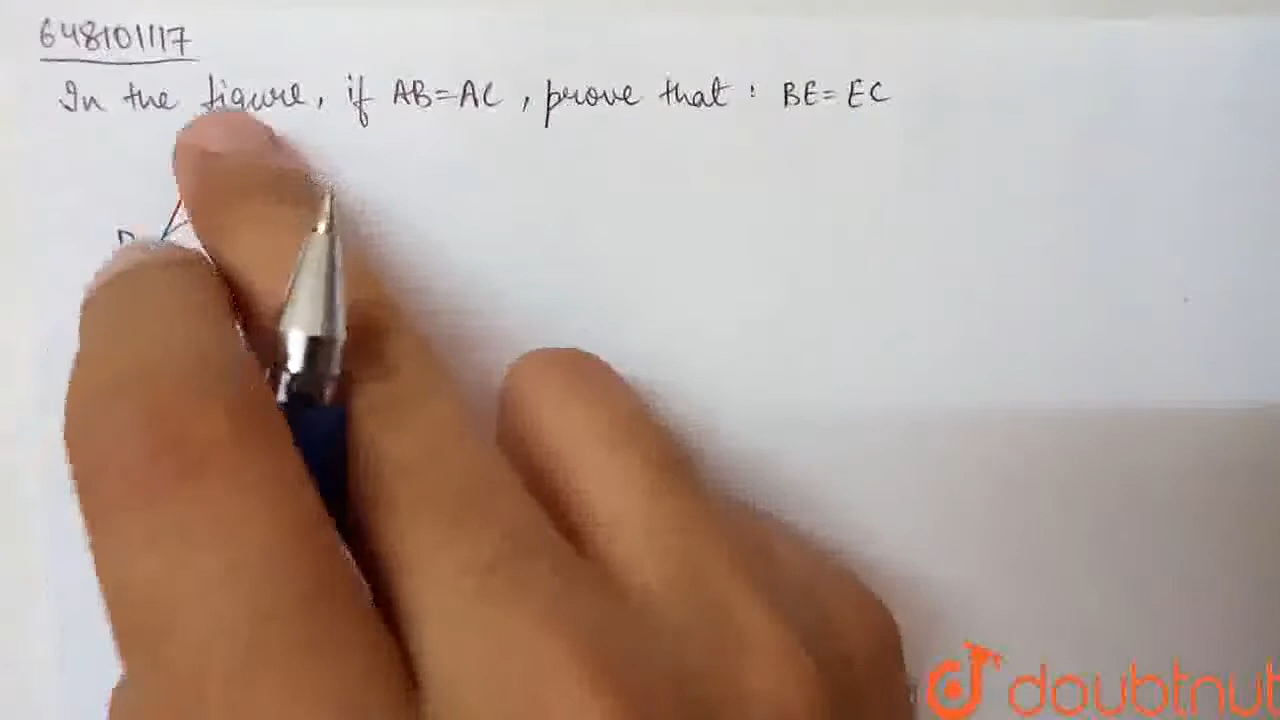 648101117
In the figure, if AB=AC, prove that : BE= EC
D
doubtnut